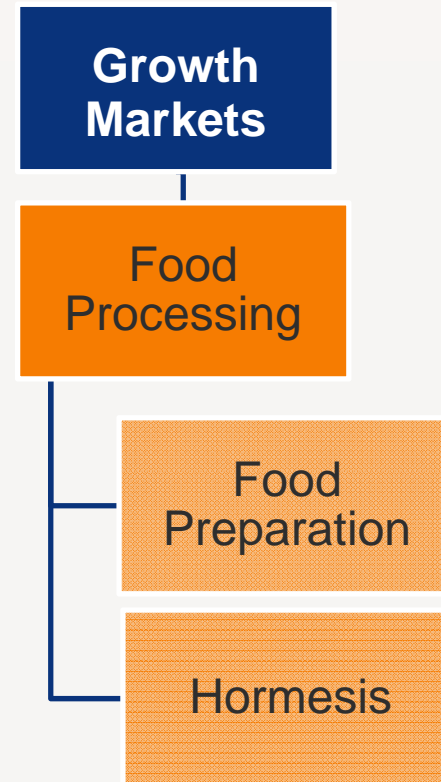 Growth
Markets
Food
Processing
Food
Preparation
Hormesis